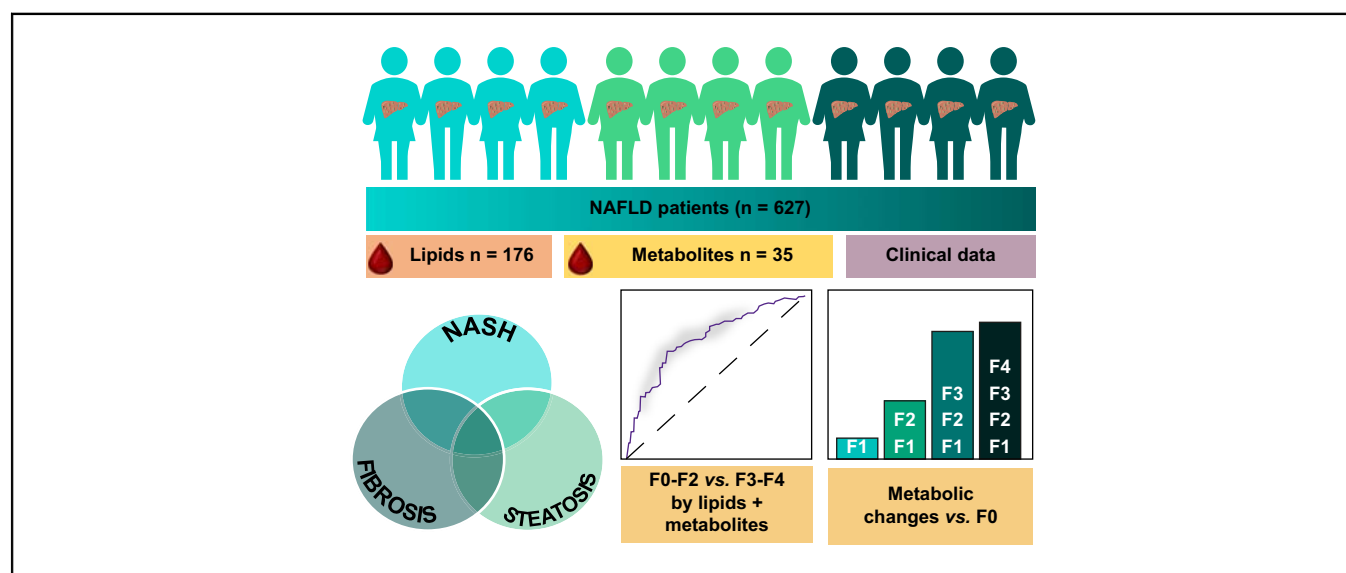 NAFLD patients (n = 627)
Lipids n = 176
Metabolites n = 35
Clinical data
NASH
FIBROSIS
STEATOSIS
F0-F2 vs. F3-F4
by lipids +
metabolites
F1
F2
F1
F3
F2
F1
F4
F3
F2
F1
Metabolic
changes vs. F0